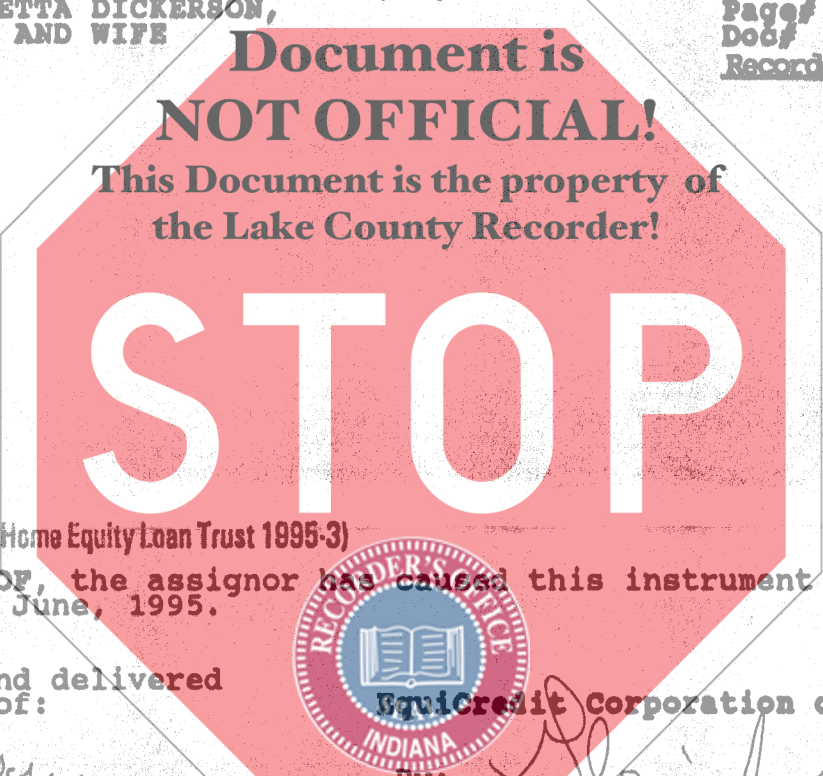 ETTA DICKERSON,
AND WIFE
Page#
Doc#
Record
Document is
NOT OFFICIAL!
This Document is the property of
the Lake County Recorder!
STOP
Home Equity Loan Trust 1995-3)
OF, the assignor has caused this instrument
June, 1995.
RECORDER'S OFFICE
INDIANA
nd delivered
of:
EquiCredit Corporation o
By: